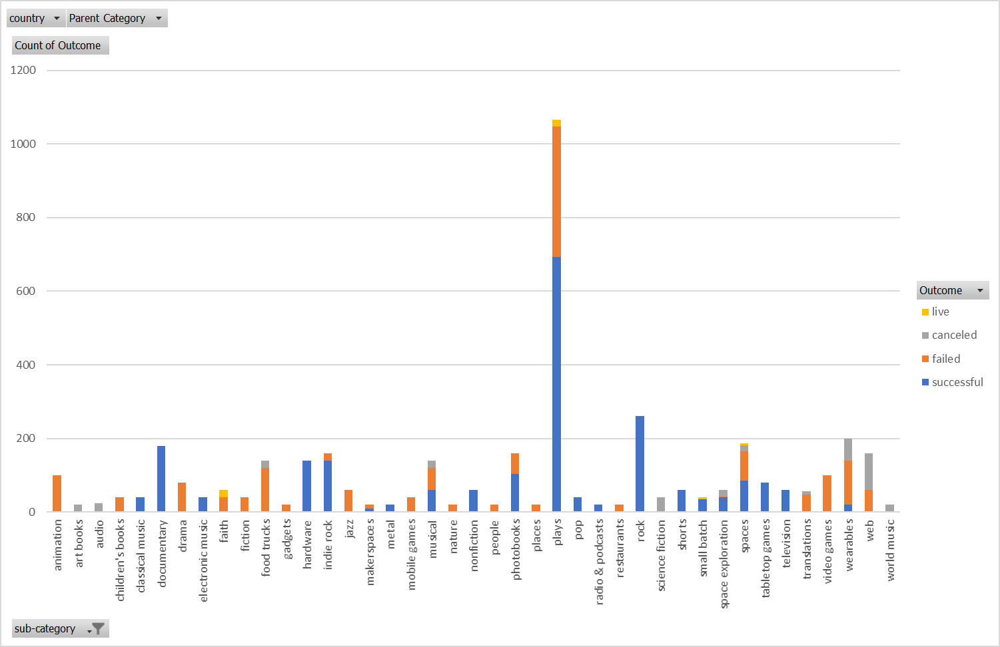 country Parent Category
Count of Outcome
1200
1000
800
600
400
200
0
Outcome
live
canceled
failed
successful
animation
art books
audio
children's books
classical music
documentary
drama
electronic music
faith
fiction
food trucks
gadgets
hardware
indie rock
jazz
makerspaces
metal
mobile games
musical
nature
nonfiction
people
photobooks
places
plays
pop
radio & podcasts
restaurants
rock
science fiction
shorts
small batch
space exploration
spaces
tabletop games
television
translations
video games
wearables
web
world music
sub-category